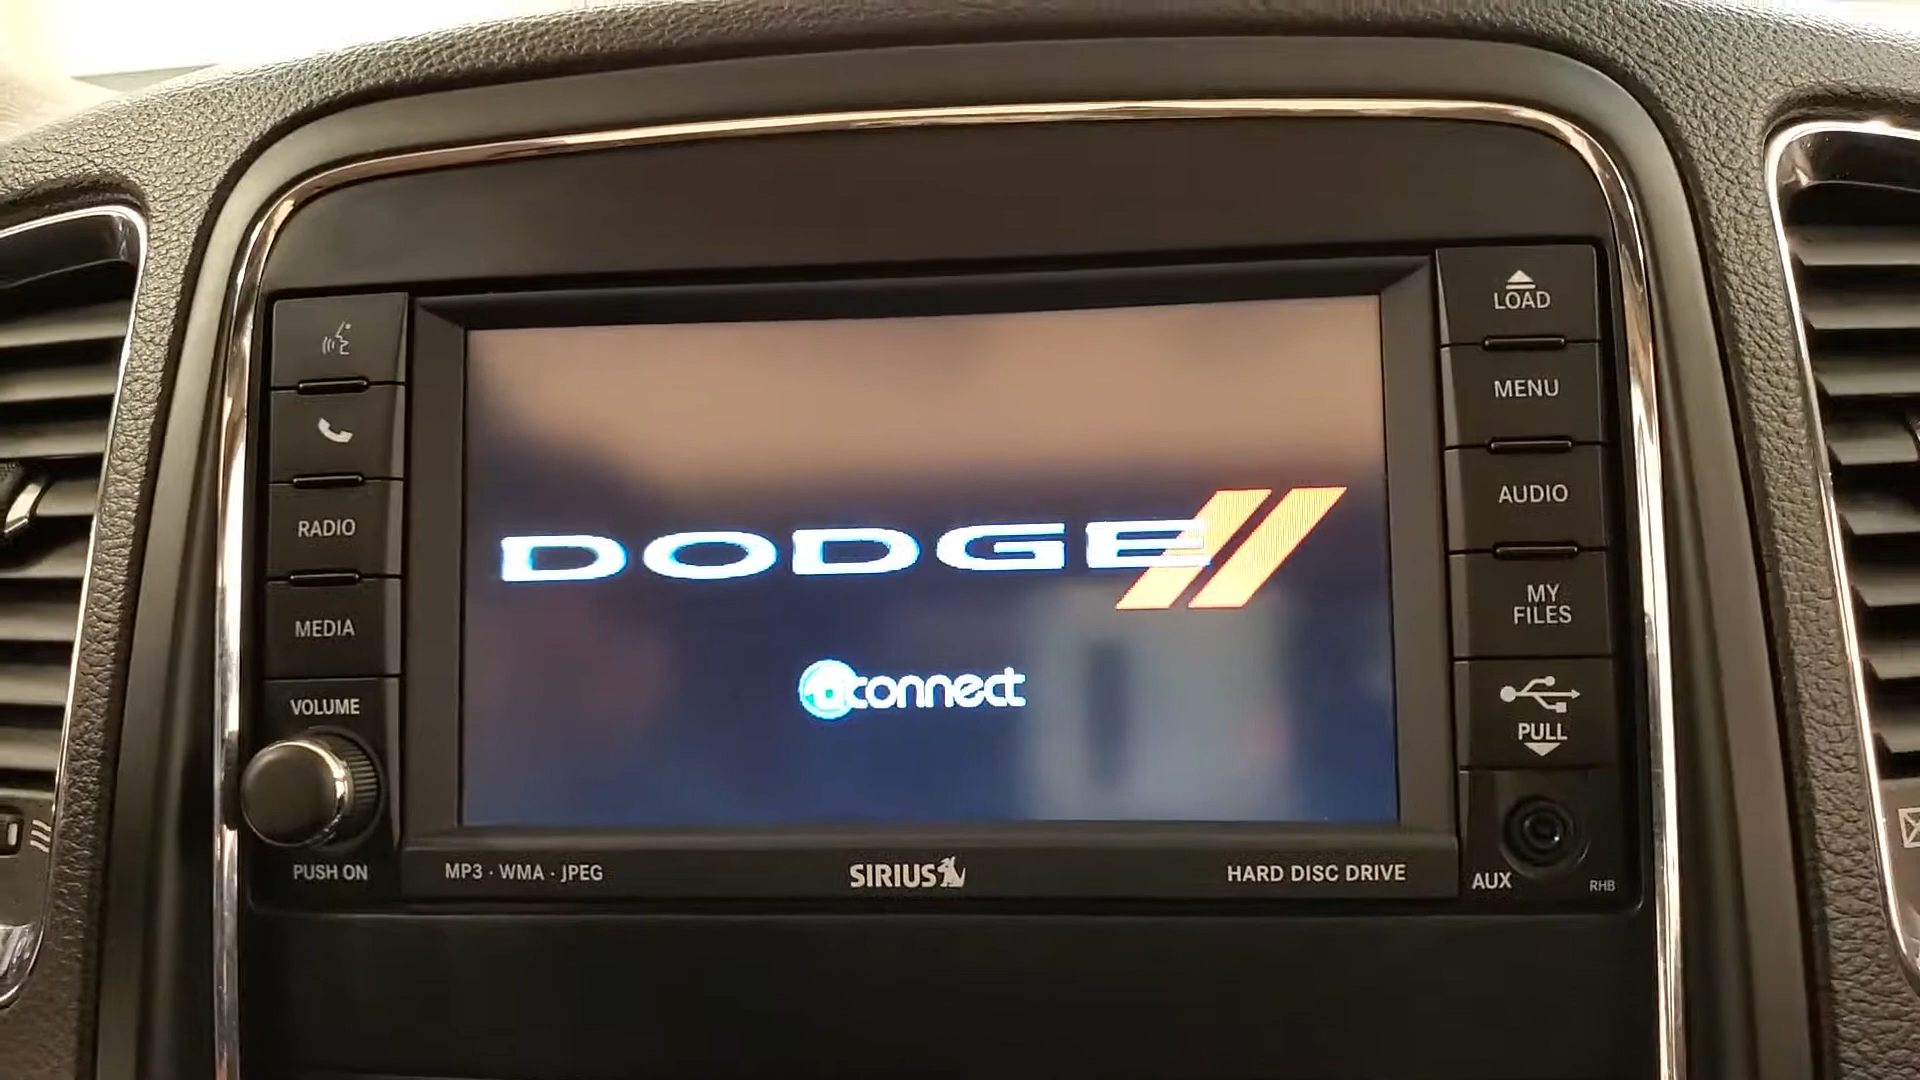 LOAD
MENU
RADIO
AUDIO
MEDIA
MY
FILES
VOLUME
PULL
PUSH ON
DODGE
uconnect
MP3 · WMA · JPEG
SIRIUS
HARD DISC DRIVE
AUX
RHB